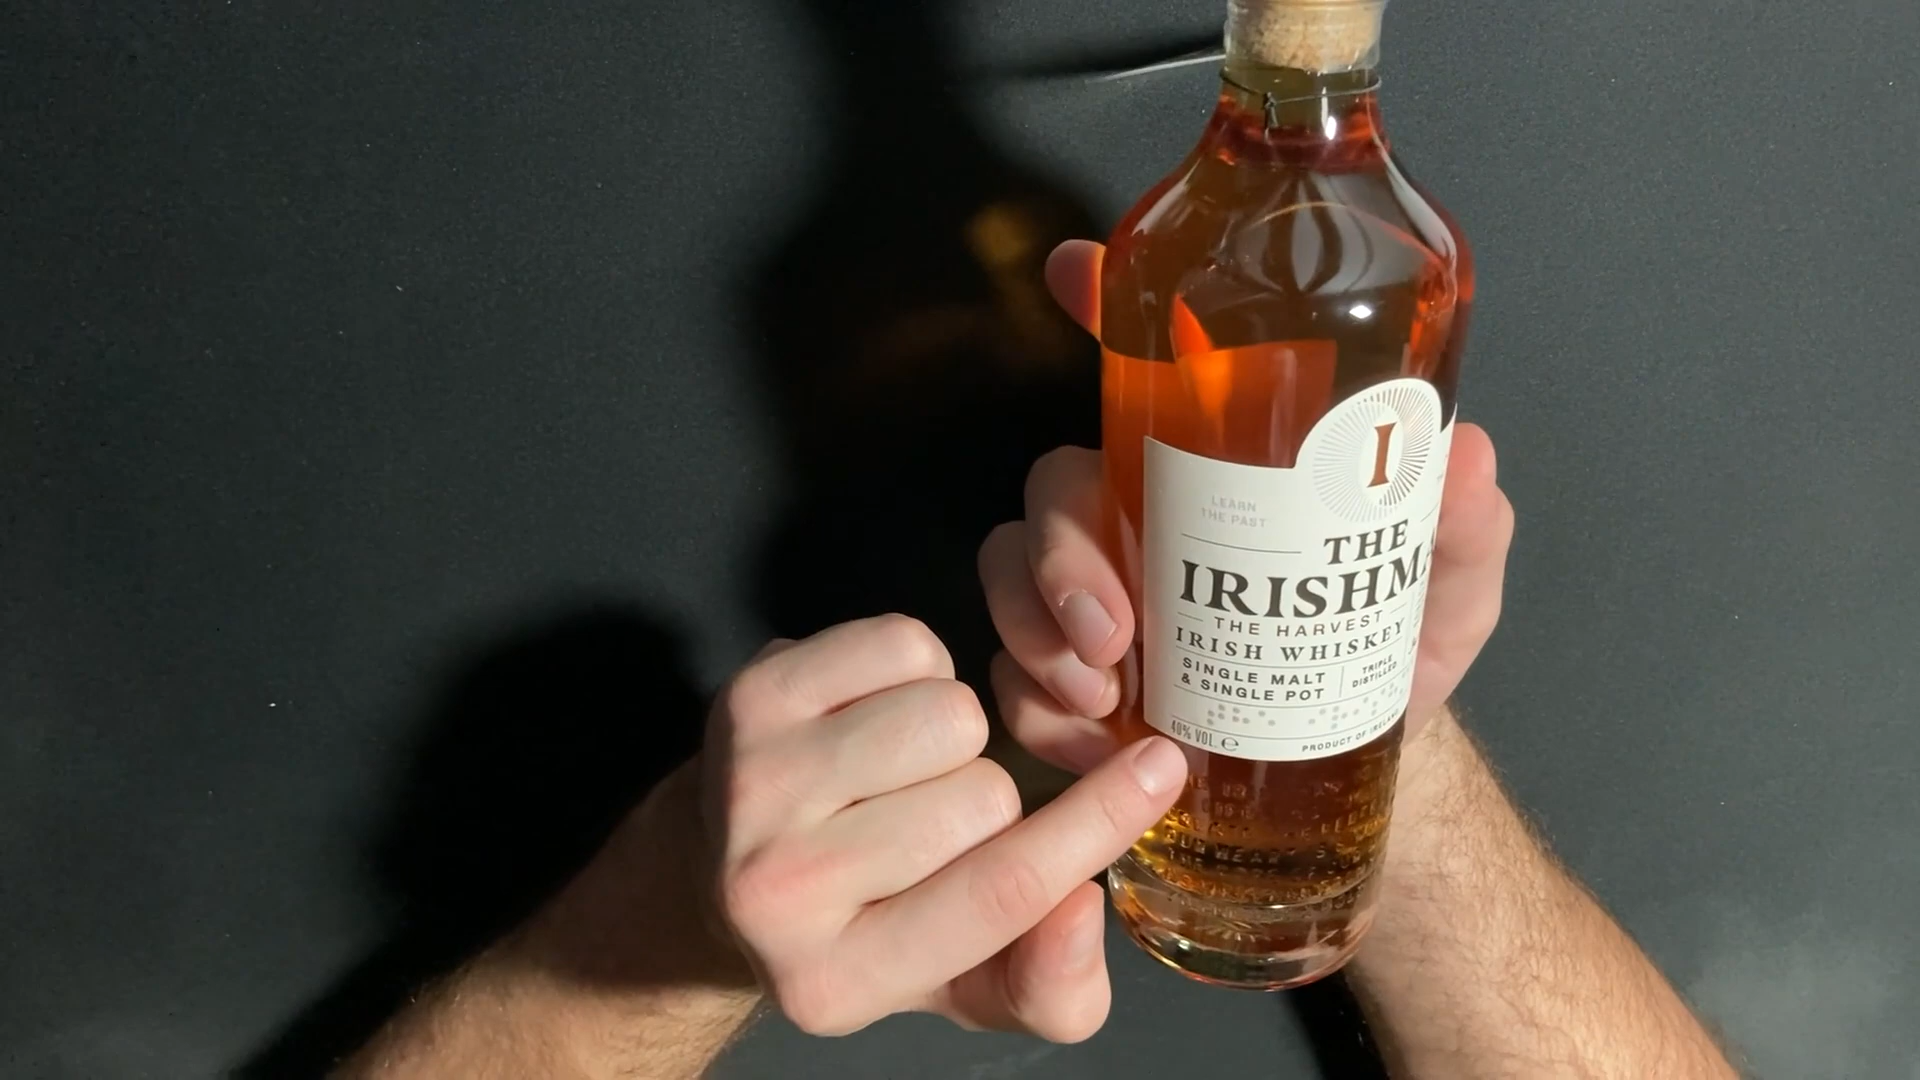 I
LEARN
THE PAST
THE
IRISHMA
THE HARVEST
IRISH WHISKEY
SINGLE MALT
& SINGLE POT
TRIPLE
DISTILLED
40% VOL. ℮
PRODUCT OF IRELAND